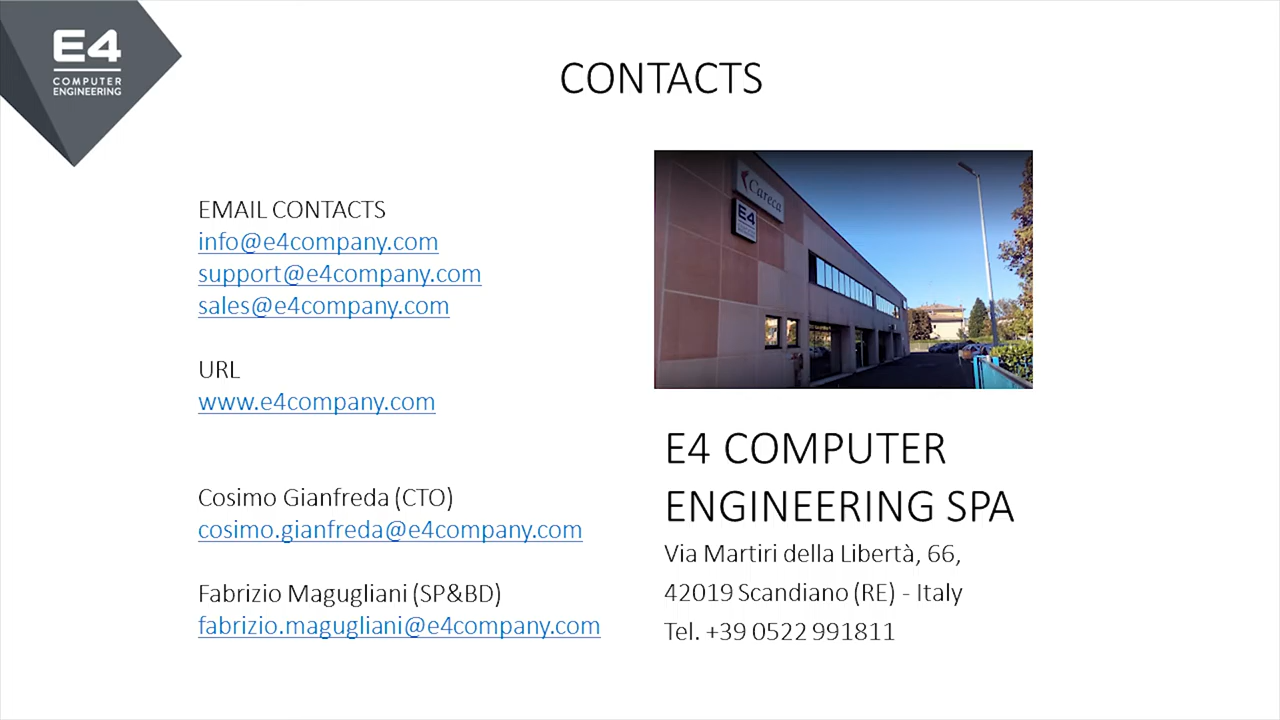 E4
COMPUTER
ENGINEERING
CONTACTS
EMAIL CONTACTS
info@e4company.com
support@e4company.com
sales@e4company.com
URL
www.e4company.com
Cosimo Gianfreda (CTO)
cosimo.gianfreda@e4company.com
Fabrizio Magugliani (SP&BD)
fabrizio.magugliani@e4company.com
Careca
E4
E4 COMPUTER
ENGINEERING SPA
Via Martiri della Libertà, 66,
42019 Scandiano (RE) - Italy
Tel. +39 0522 991811